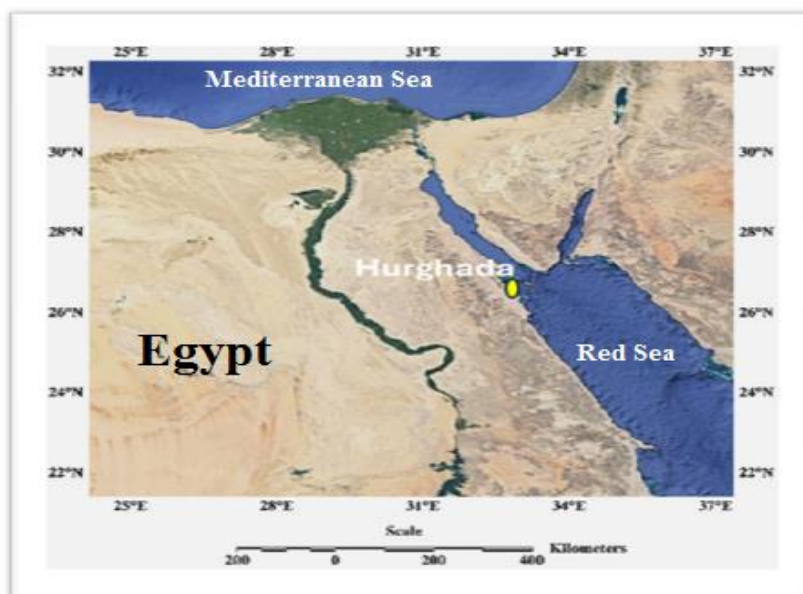 25°E 28°E 31°E 34°E 37°E
32°N Mediterranean Sea 32°N
30°N 30°N
28°N 28°N
Hurghada
26°N 26°N
Egypt Red Sea
24°N 24°N
22°N 22°N
25°E 28°E 31°E 34°E 37°E
Scale
200 0 200 400 Kilometers